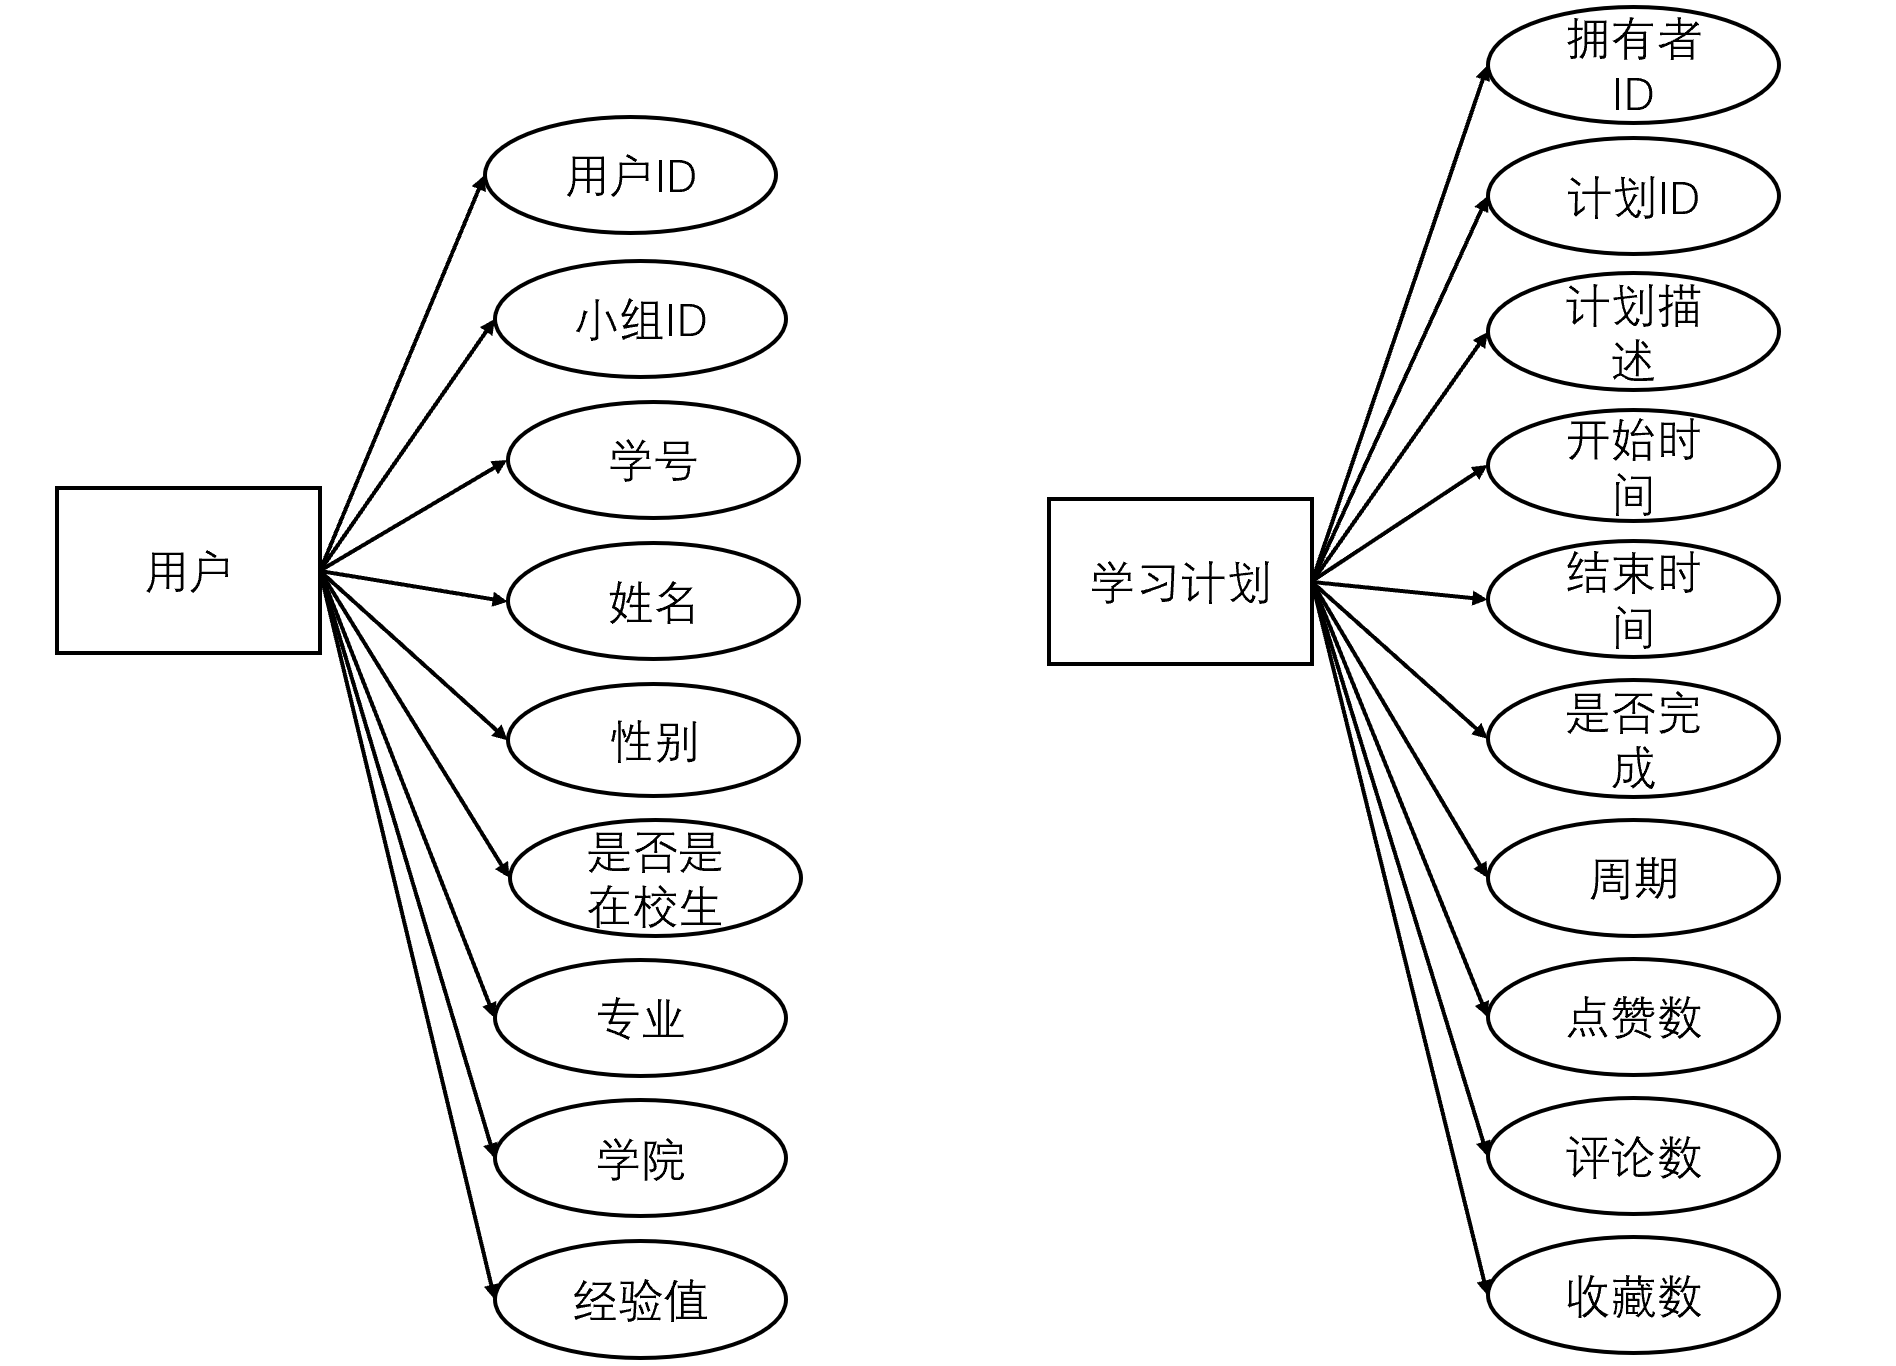 用户
用户ID
小组ID
学号
姓名
性别
是否是
在校生
专业
学院
经验值
学习计划
拥有者
ID
计划ID
计划描
述
开始时
间
结束时
间
是否完
成
周期
点赞数
评论数
收藏数